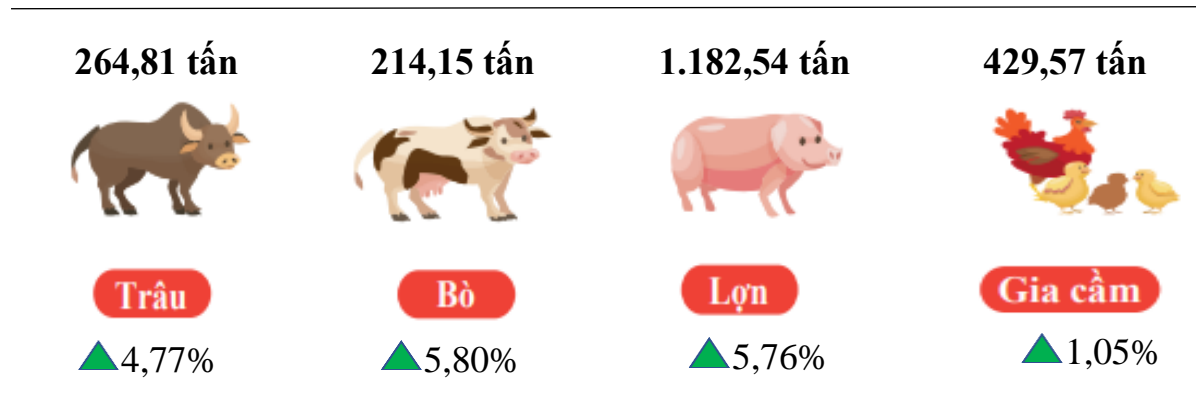 264,81 tấn 214,15 tấn 1.182,54 tấn 429,57 tấn
Trâu Bò Lợn Gia cầm
4,77% 5,80% 5,76% 1,05%